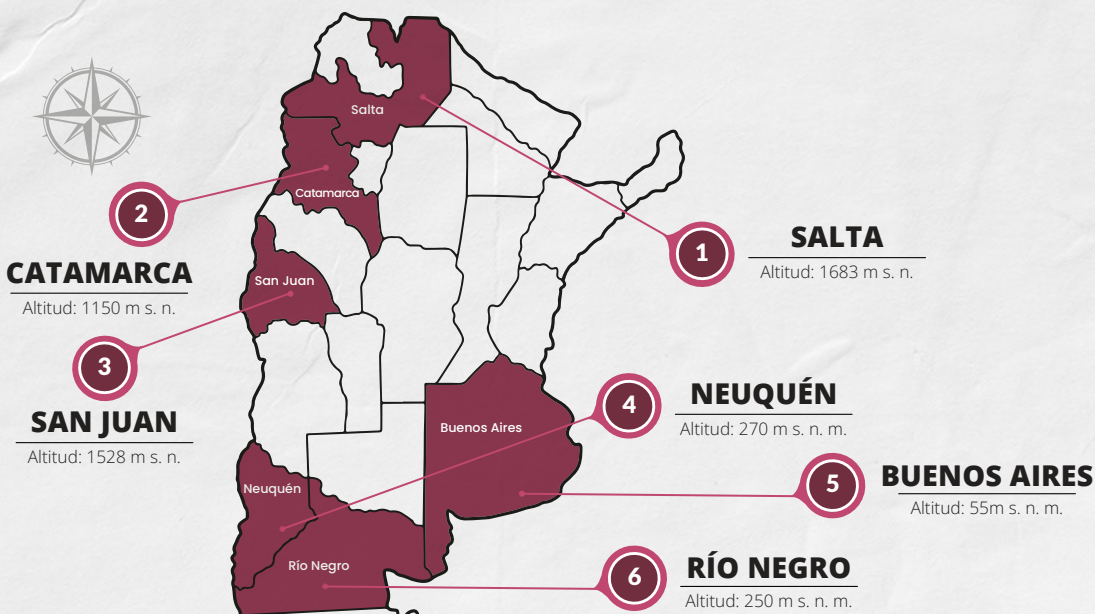 Salta
Catamarca
San Juan
Buenos Aires
Neuquén
Río Negro
1
SALTA
Altitud: 1683 m s. n.
2
CATAMARCA
Altitud: 1150 m s. n.
3
SAN JUAN
Altitud: 1528 m s. n.
4
NEUQUÉN
Altitud: 270 m s. n. m.
5
BUENOS AIRES
Altitud: 55m s. n. m.
6
RÍO NEGRO
Altitud: 250 m s. n. m.